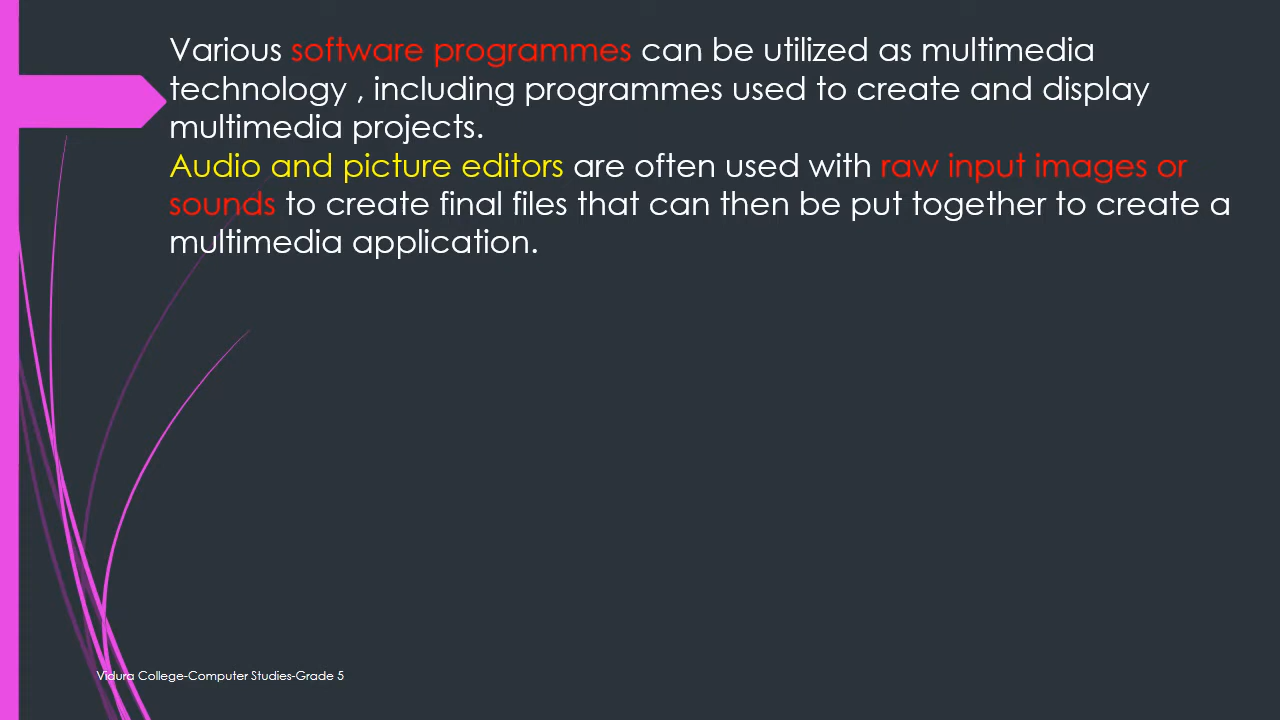 Various software programmes can be utilized as multimedia
technology , including programmes used to create and display
multimedia projects.
Audio and picture editors are often used with raw input images or
sounds to create final files that can then be put together to create a
multimedia application.
Vidura College-Computer Studies-Grade 5